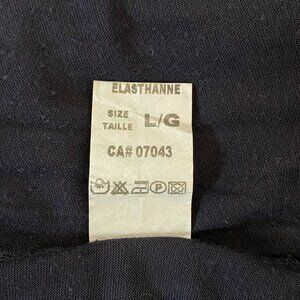 ELASTHANNE
SIZE
TAILLE L/G
CA# 07043
P